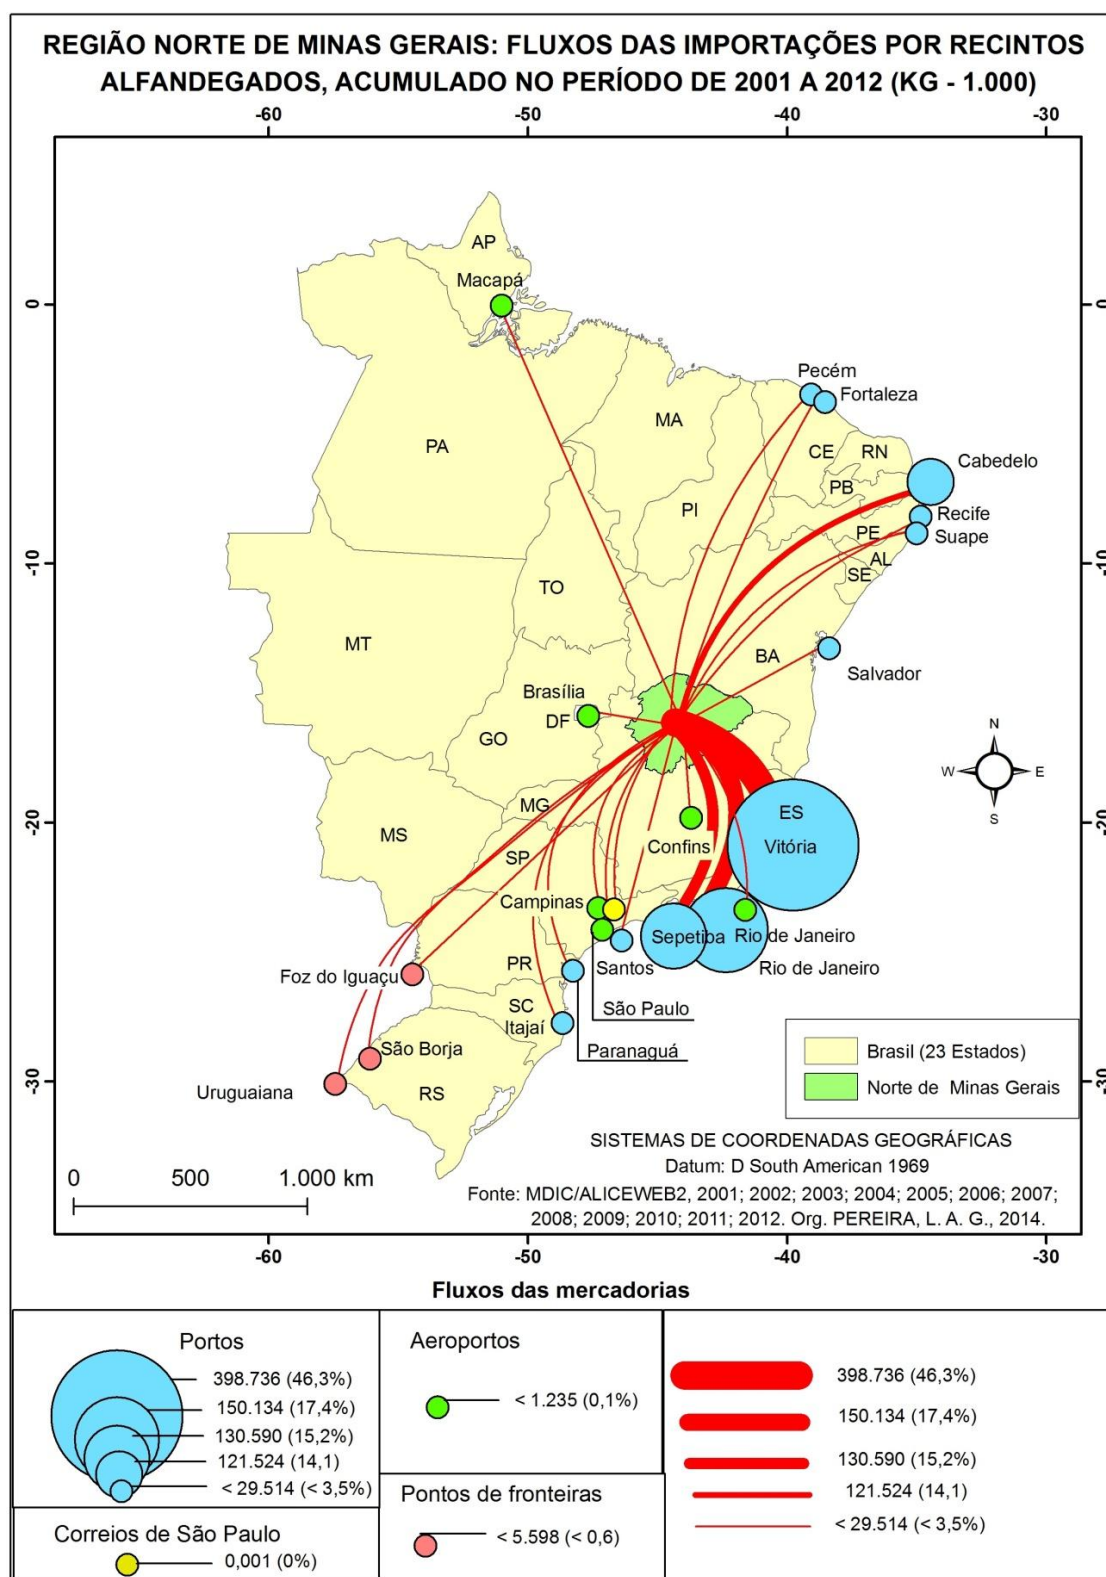 REGIÃO NORTE DE MINAS GERAIS: FLUXOS DAS IMPORTAÇÕES POR RECINTOS
ALFANDEGADOS, ACUMULADO NO PERÍODO DE 2001 A 2012 (KG - 1.000)
-60 -50 -40 -30
AP
Macapá
0 0
Pecém
Fortaleza
MA
CE RN
PA
Cabedelo
PB
PI
Recife
PE
Suape
AL
-10 -10
SE
TO
MT
BA
Salvador
Brasília
DF
GO
N
W E
S
MG
ES
-20 -20
MS
Confins
Vitória
SP
Campinas
Sepetiba
Rio de Janeiro
PR
Santos
Rio de Janeiro
Foz do Iguaçu
SC
São Paulo
Itajaí
São Borja
Paranaguá
Brasil (23 Estados)
-30 -30
Uruguaiana
RS
Norte de Minas Gerais
SISTEMAS DE COORDENADAS GEOGRÁFICAS
Datum: D South American 1969
0 500 1.000 km
Fonte: MDIC/ALICEWEB2, 2001; 2002; 2003; 2004; 2005; 2006; 2007;
2008; 2009; 2010; 2011; 2012. Org. PEREIRA, L. A. G., 2014.
-60 -50 -40 -30
Fluxos das mercadorias
Portos
398.736 (46,3%)
150.134 (17,4%)
130.590 (15,2%)
121.524 (14,1)
< 29.514 (< 3,5%)
Correios de São Paulo
0,001 (0%)
Aeroportos
< 1.235 (0,1%)
Pontos de fronteiras
< 5.598 (< 0,6)
398.736 (46,3%)
150.134 (17,4%)
130.590 (15,2%)
121.524 (14,1)
< 29.514 (< 3,5%)